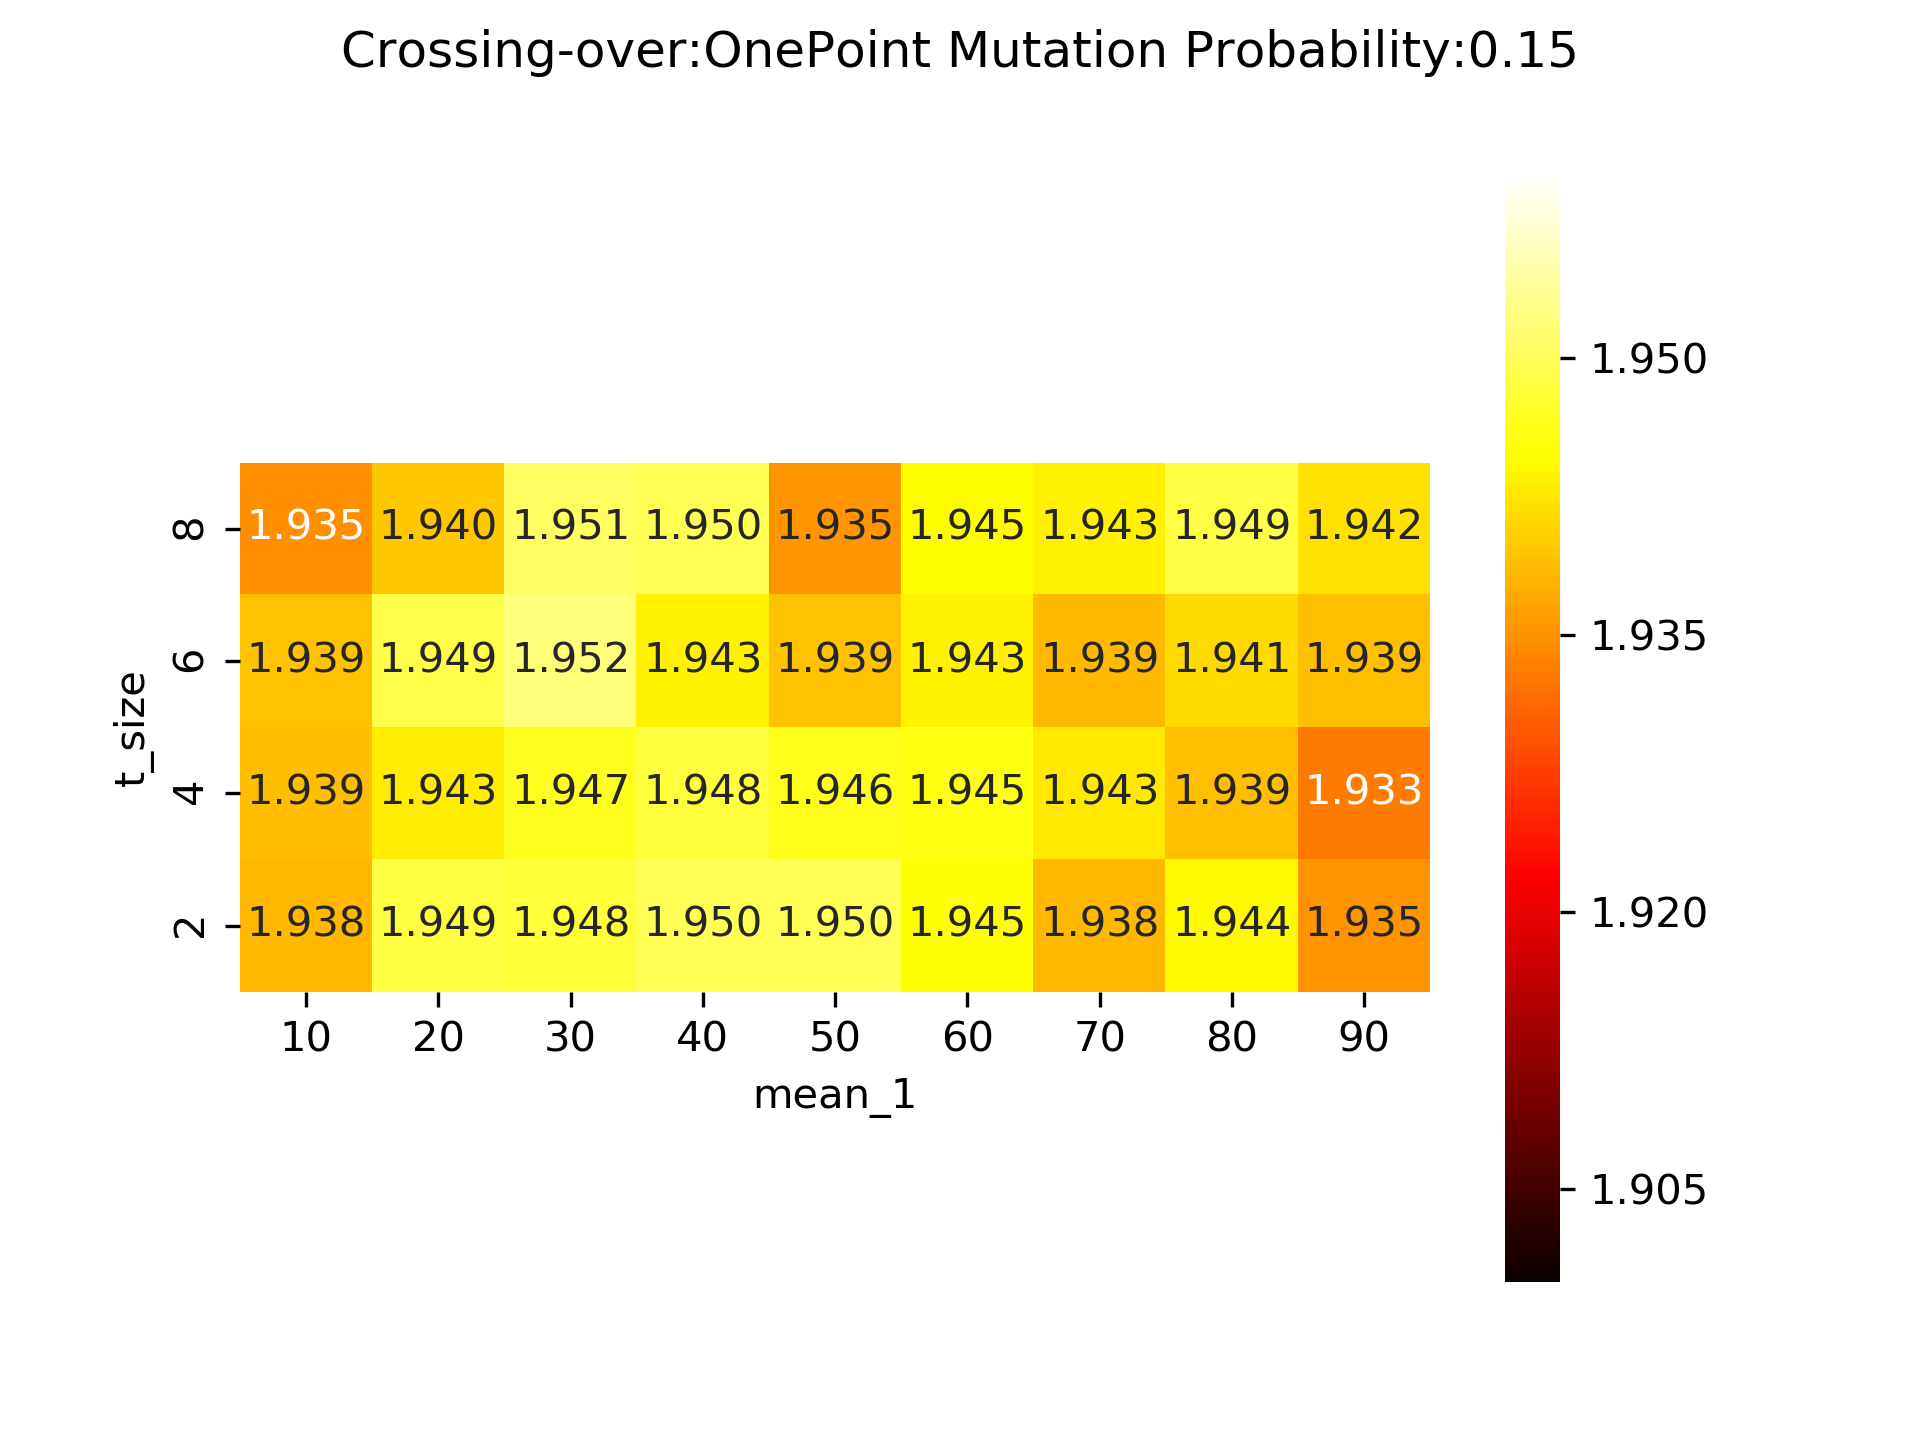 Crossing-over:OnePoint Mutation Probability:0.15
8 1.935 1.940 1.951 1.950 1.935 1.945 1.943 1.949 1.942
6 1.939 1.949 1.952 1.943 1.939 1.943 1.939 1.941 1.939
4 1.939 1.943 1.947 1.948 1.946 1.945 1.943 1.939 1.933
2 1.938 1.949 1.948 1.950 1.950 1.945 1.938 1.944 1.935
t_size
10 20 30 40 50 60 70 80 90
mean_1
1.950
1.935
1.920
1.905